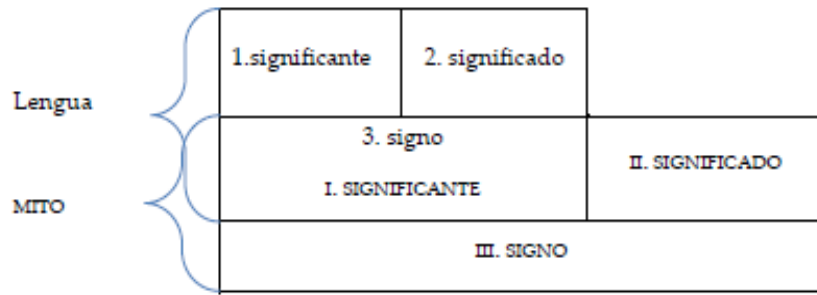 1.significante
2. significado
Lengua
3. signo
I. SIGNIFICANTE
II. SIGNIFICADO
MITO
III. SIGNO